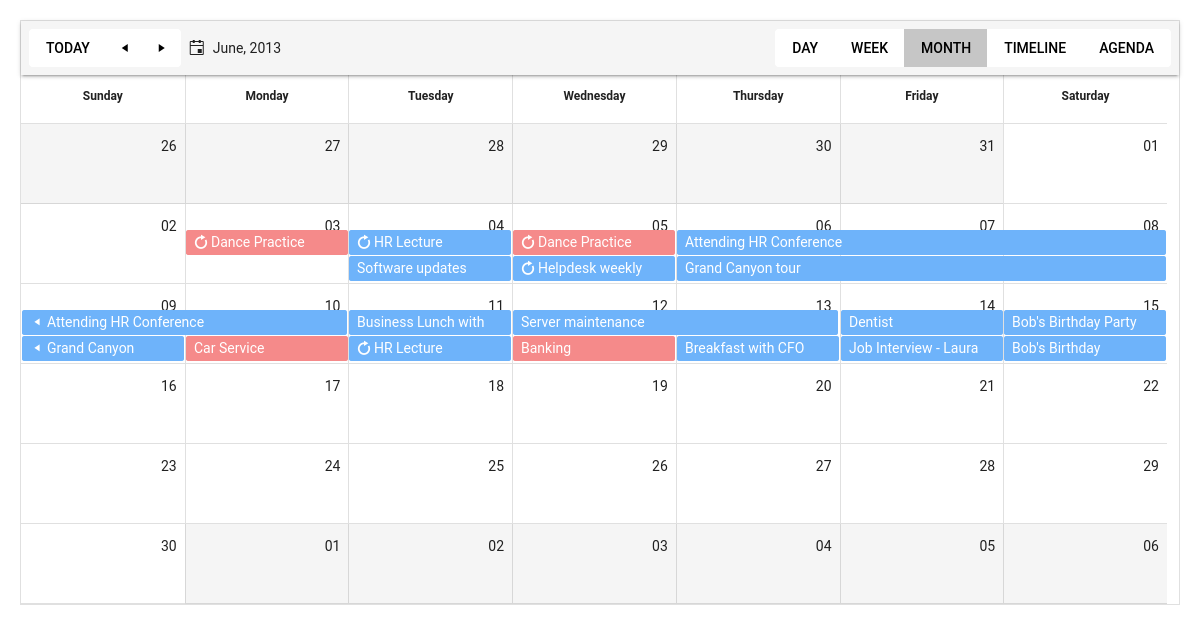 TODAY ◄ ► June, 2013 DAY WEEK MONTH TIMELINE AGENDA
Sunday Monday Tuesday Wednesday Thursday Friday Saturday
26 27 28 29 30 31 01
02 03 04 05 06 07 08
Dance Practice HR Lecture Dance Practice Attending HR Conference
Software updates Helpdesk weekly Grand Canyon tour
09 10 11 12 13 14 15
◄ Attending HR Conference Business Lunch with Server maintenance Dentist Bob's Birthday Party
◄ Grand Canyon Car Service HR Lecture Banking Breakfast with CFO Job Interview - Laura Bob's Birthday
16 17 18 19 20 21 22
23 24 25 26 27 28 29
30 01 02 03 04 05 06